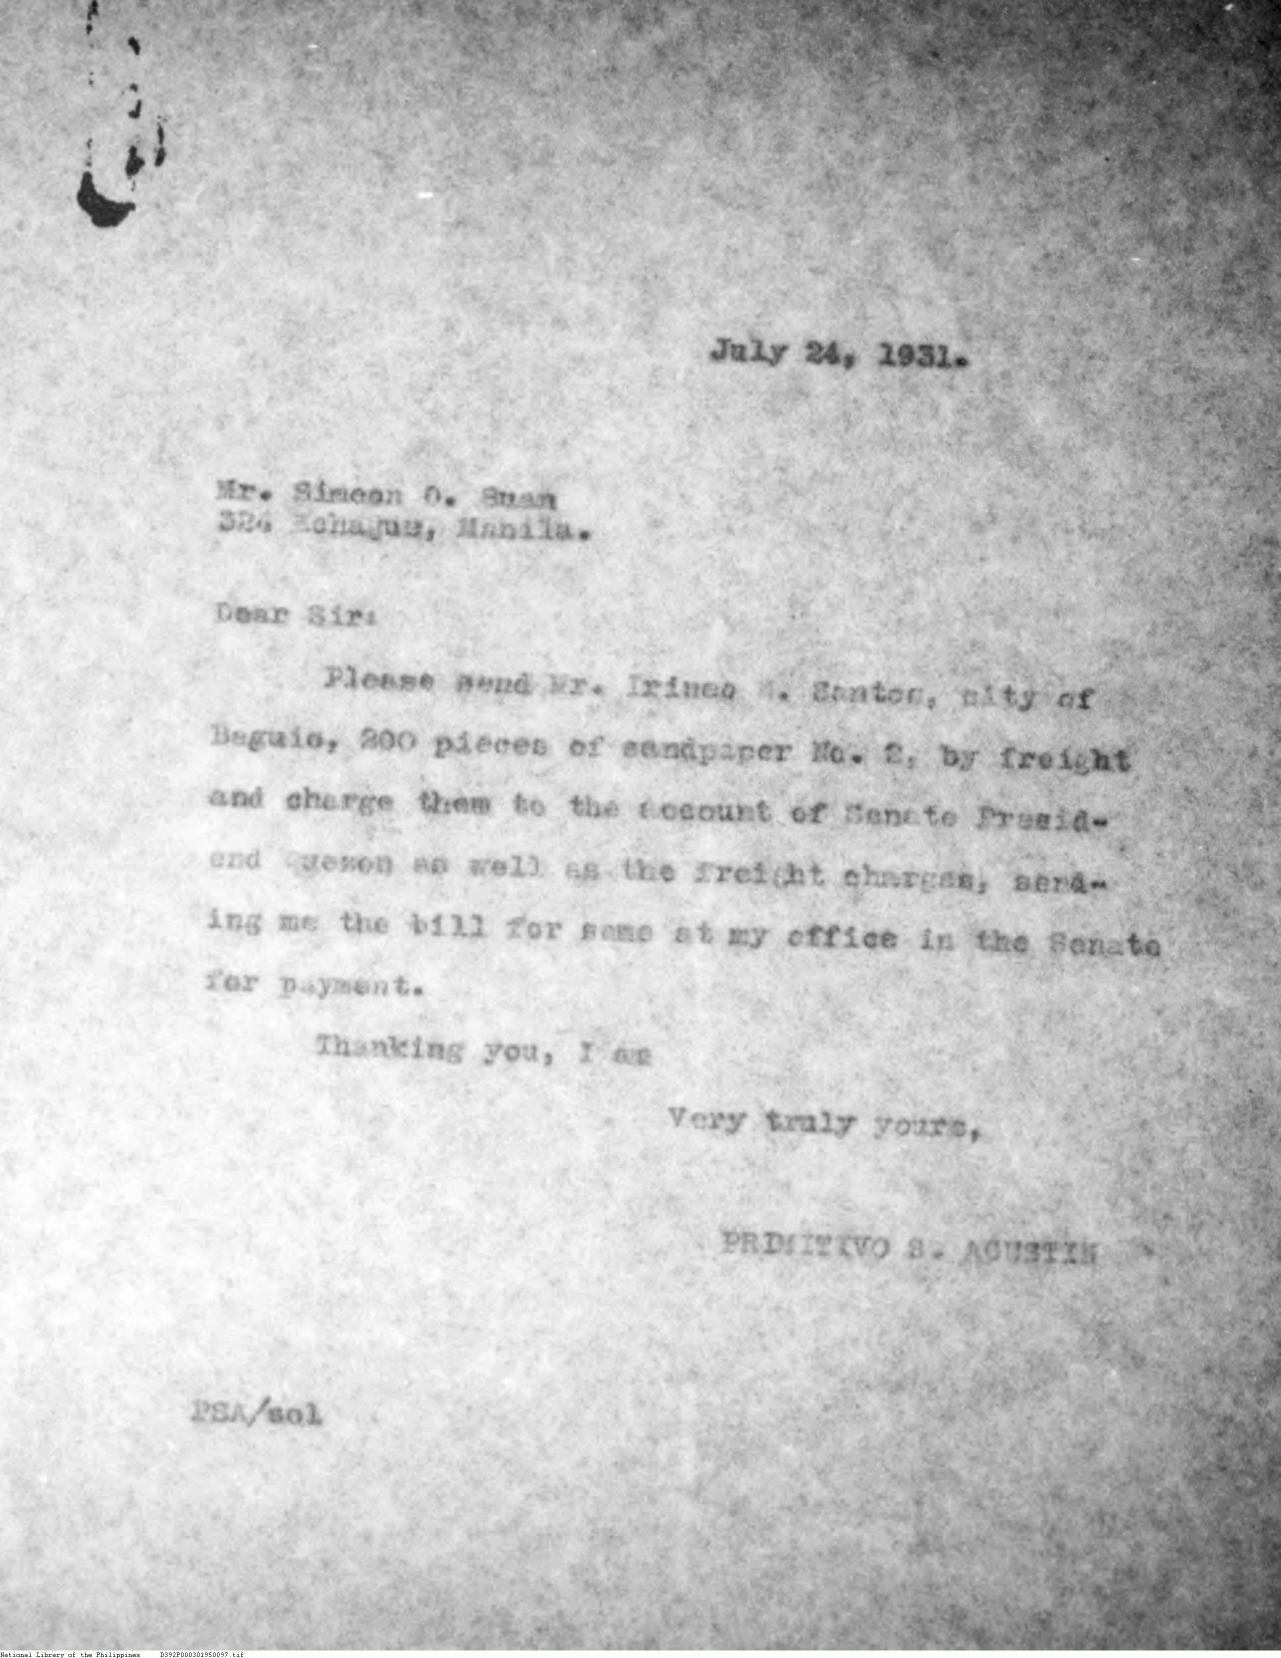 July 24, 1931.
Mr. Simeon O. Suan
324 Echague, Manila.
Dear Sir:
Please send Mr. Irineo . Santos, city of
Baguio, 200 pieces of sandpaper No. 2, by freight
and charge them to the account of Senate Presid-
end Quezon as well as the freight charges, send-
ing me the bill for same at my office in the Senate
for payment.
Thanking you, I am
Very truly yours,
PRIMITIVO S. AGUSTIN
PSA/sol
National Library of the Philippines D392P000301950097.tif